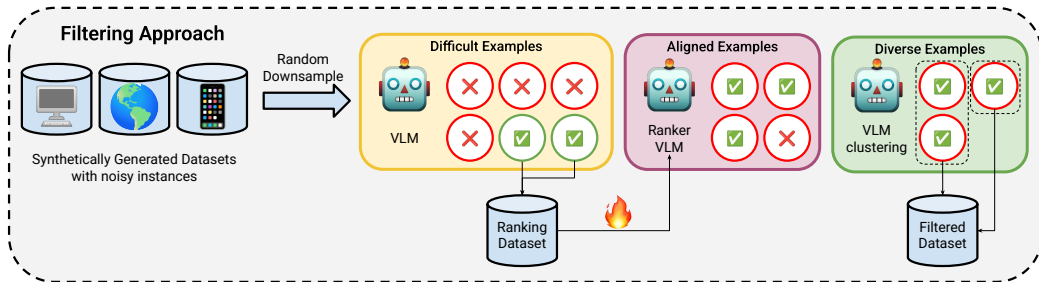 Filtering Approach
Synthetically Generated Datasets
with noisy instances
Random
Downsample
Difficult Examples
VLM
Ranking
Dataset
Aligned Examples
Ranker
VLM
Diverse Examples
VLM
clustering
Filtered
Dataset